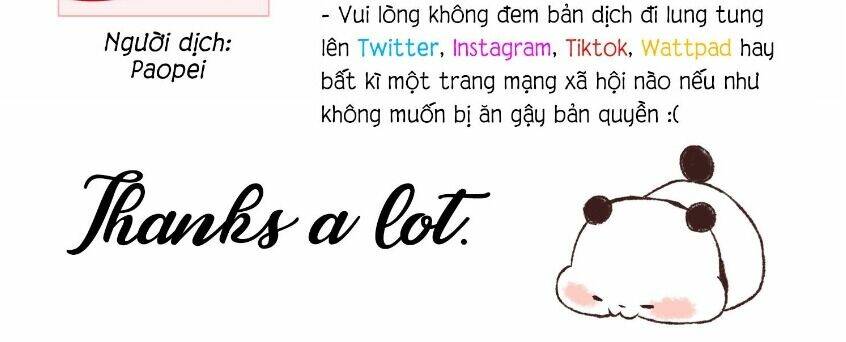 Người dịch:
Paopei
- Vui lòng không đem bản dịch đi lung tung
lên Twitter, Instagram, Tiktok, Wattpad hay
bất kì một trang mạng xã hội nào nếu như
không muốn bị ăn gậy bản quyền :(
Thanks a lot.